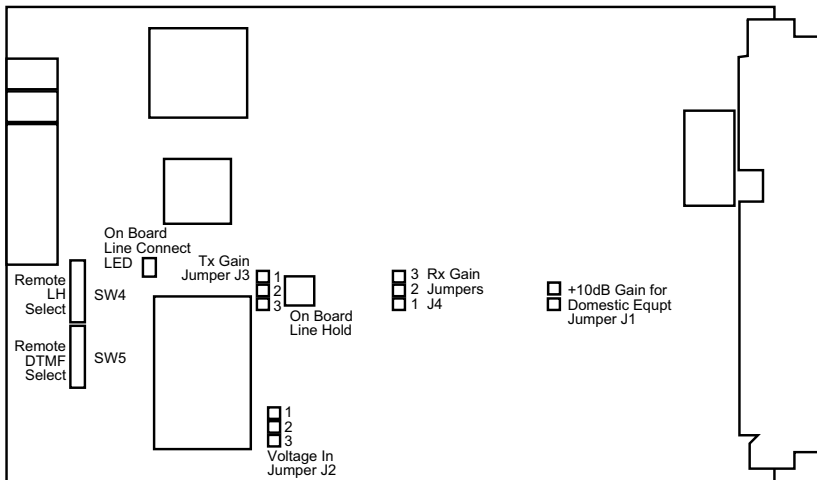 On Board
Line Connect
LED
Tx Gain
Jumper J3
1
2
3
On Board
Line Hold
3 Rx Gain
2 Jumpers
1 J4
+10dB Gain for
Domestic Equpt
Jumper J1
Remote
LH
Select
SW4
Remote
DTMF
Select
SW5
1
2
3
Voltage In
Jumper J2